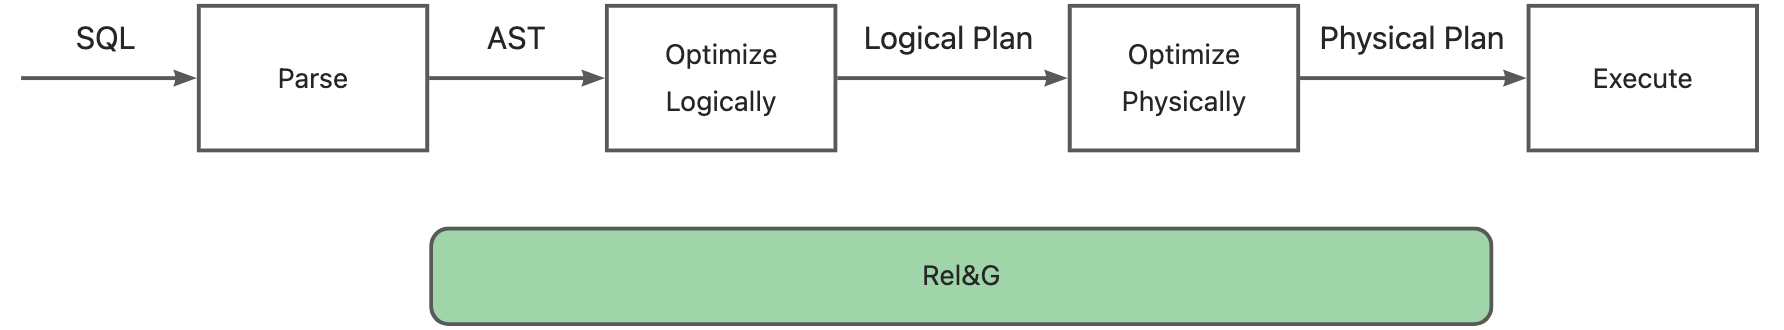 SQL
Parse
AST
Optimize
Logically
Logical Plan
Optimize
Physically
Physical Plan
Execute
Rel&G